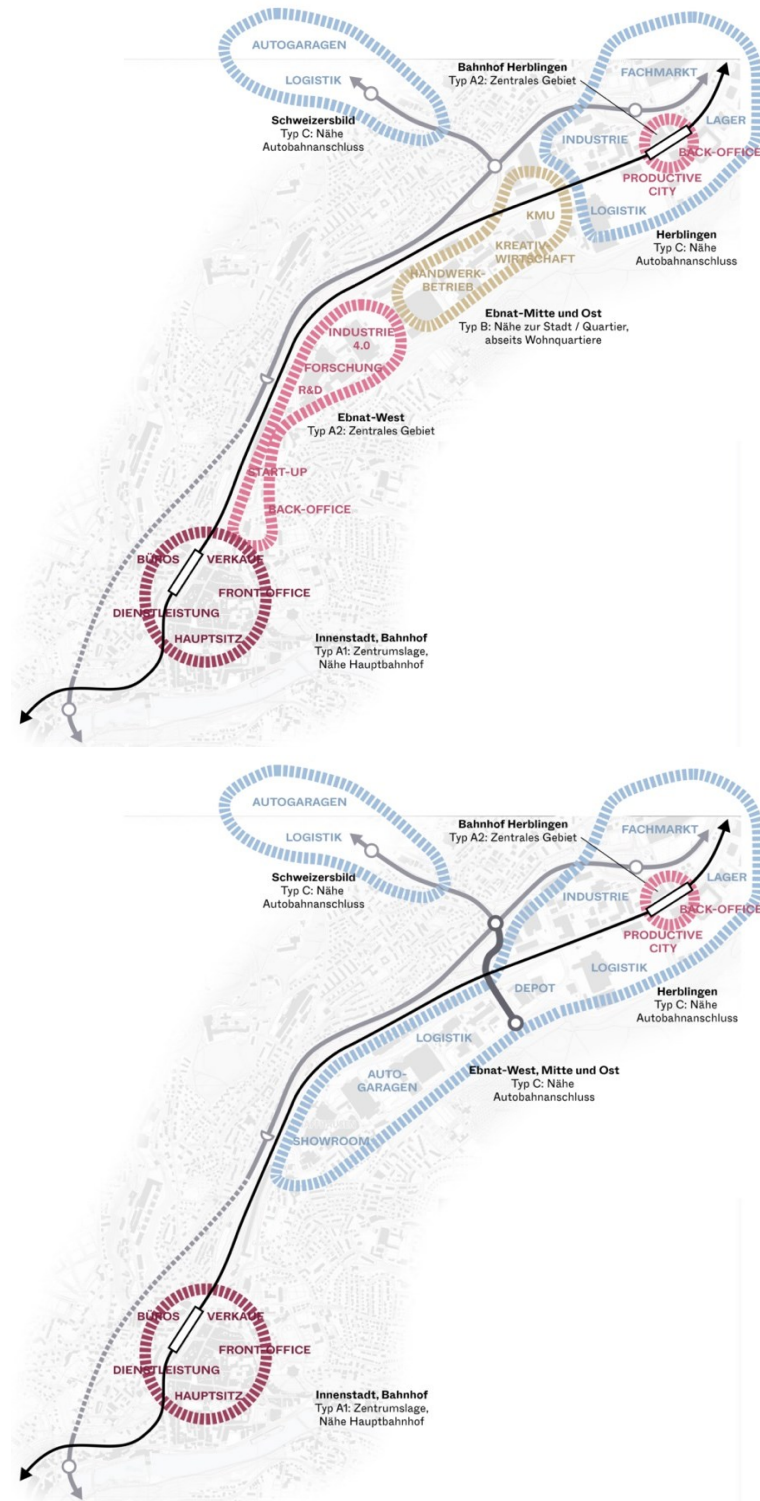 AUTOGARAGEN
LOGISTIK
Schweizersbild
Typ C: Nähe
Autobahnanschluss
Bahnhof Herblingen
Typ A2: Zentrales Gebiet
FACHMARKT
LAGER
INDUSTRIE
BACK-OFFICE
PRODUCTIVE
CITY
LOGISTIK
Herblingen
Typ C: Nähe
Autobahnanschluss
KMU
KREATIV-
WIRTSCHAFT
HANDWERK-
BETRIEB
Ebnat-Mitte und Ost
Typ B: Nähe zur Stadt / Quartier,
abseits Wohnquartiere
INDUSTRIE
4.0
FORSCHUNG
R&D
Ebnat-West
Typ A2: Zentrales Gebiet
START-UP
BACK-OFFICE
BÜROS
VERKAUF
FRONT-OFFICE
DIENSTLEISTUNG
HAUPTSITZ
Innenstadt, Bahnhof
Typ A1: Zentrumslage,
Nähe Hauptbahnhof
AUTOGARAGEN
LOGISTIK
Schweizersbild
Typ C: Nähe
Autobahnanschluss
Bahnhof Herblingen
Typ A2: Zentrales Gebiet
FACHMARKT
LAGER
INDUSTRIE
BACK-OFFICE
PRODUCTIVE
CITY
LOGISTIK
Herblingen
Typ C: Nähe
Autobahnanschluss
DEPOT
LOGISTIK
AUTO-
GARAGEN
SHOWROOM
Ebnat-West, Mitte und Ost
Typ C: Nähe
Autobahnanschluss
BÜROS
VERKAUF
FRONT-OFFICE
DIENSTLEISTUNG
HAUPTSITZ
Innenstadt, Bahnhof
Typ A1: Zentrumslage,
Nähe Hauptbahnhof